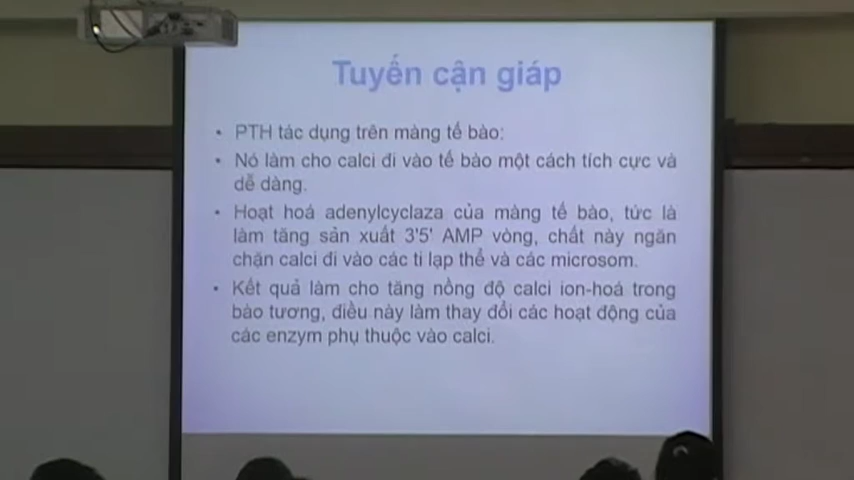 Tuyến cận giáp
• PTH tác dụng trên màng tế bào:
• Nó làm cho calci đi vào tế bào một cách tích cực và
dễ dàng.
• Hoạt hoá adenylcyclaza của màng tế bào, tức là
làm tăng sản xuất 3'5' AMP vòng, chất này ngăn
chặn calci đi vào các ti lạp thể và các microsom.
• Kết quả làm cho tăng nồng độ calci ion-hoá trong
bào tương, điều này làm thay đổi các hoạt động của
các enzym phụ thuộc vào calci.